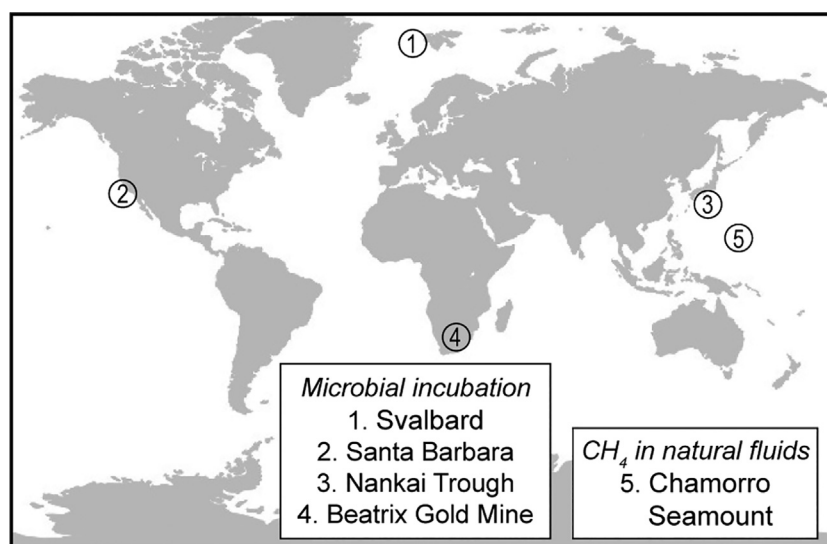 1
2
3
5
4
Microbial incubation
1. Svalbard
2. Santa Barbara
3. Nankai Trough
4. Beatrix Gold Mine
CH₄ in natural fluids
5. Chamorro
Seamount